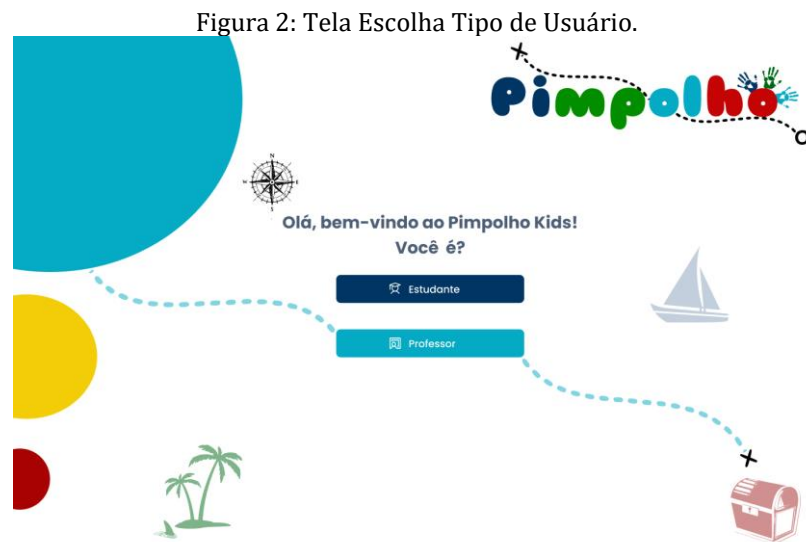 Figura 2: Tela Escolha Tipo de Usuário.
Pimpolho
N
W E
S
Olá, bem-vindo ao Pimpolho Kids!
Você é?
Estudante
Professor